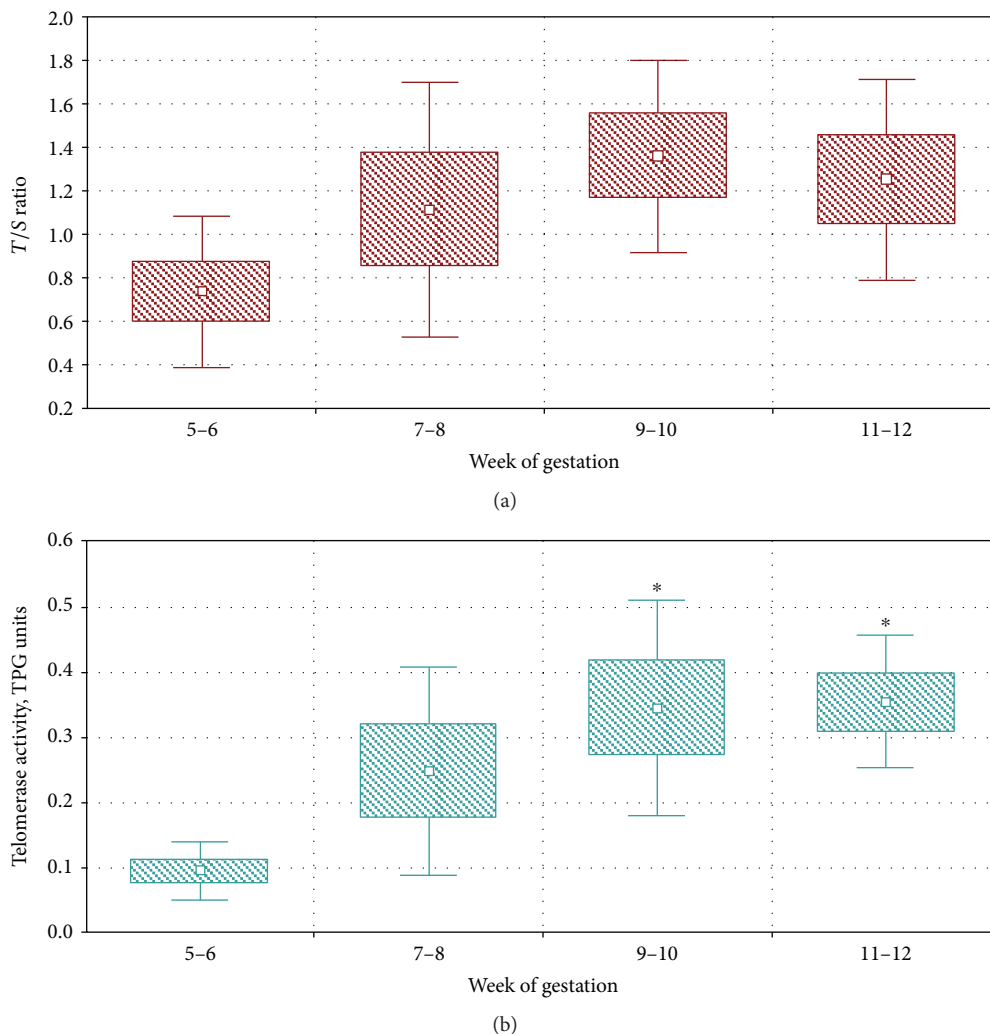 2.0
1.8
1.6
1.4
1.2
1.0
0.8
0.6
0.4
0.2
T/S ratio
5–6 7–8 9–10 11–12
Week of gestation
(a)
0.6
0.5
0.4
0.3
0.2
0.1
0.0
Telomerase activity, TPG units
* *
5–6 7–8 9–10 11–12
Week of gestation
(b)